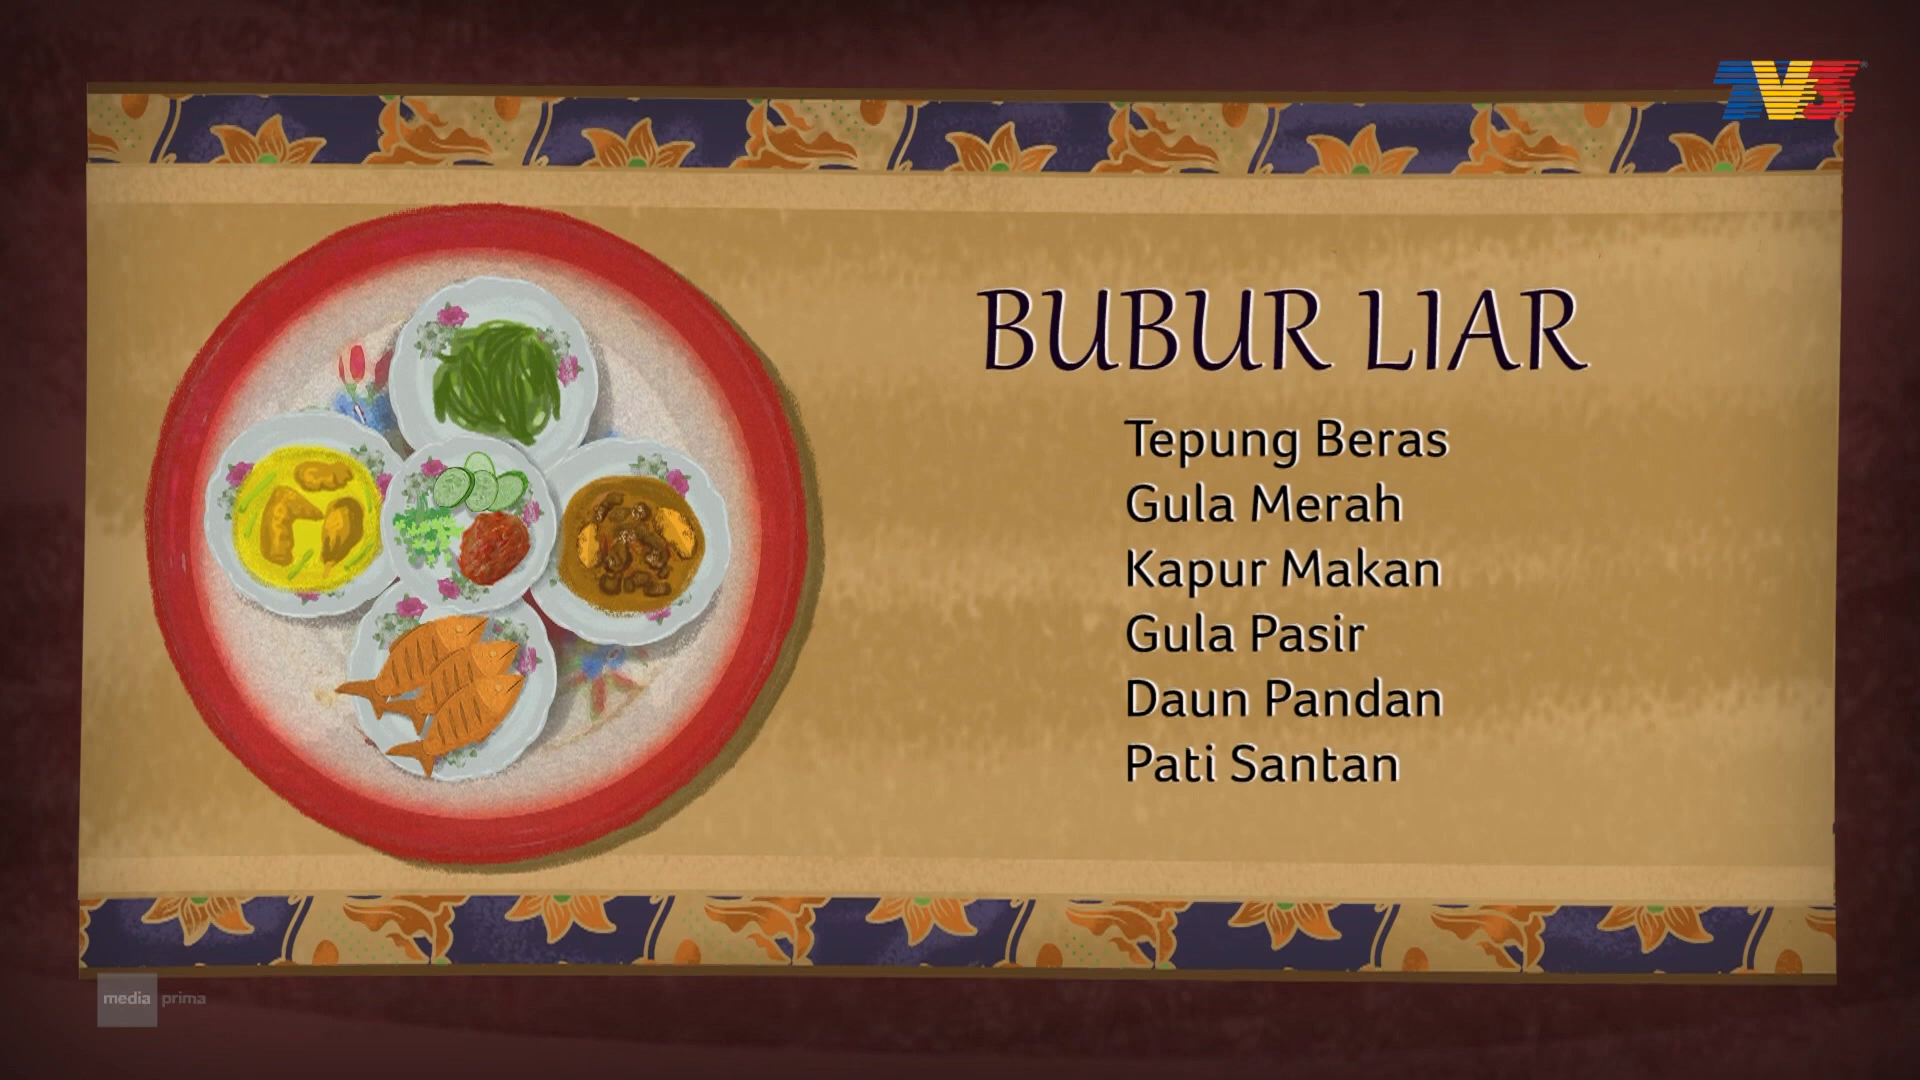 TV3
BUBUR LIAR
Tepung Beras
Gula Merah
Kapur Makan
Gula Pasir
Daun Pandan
Pati Santan
media prima